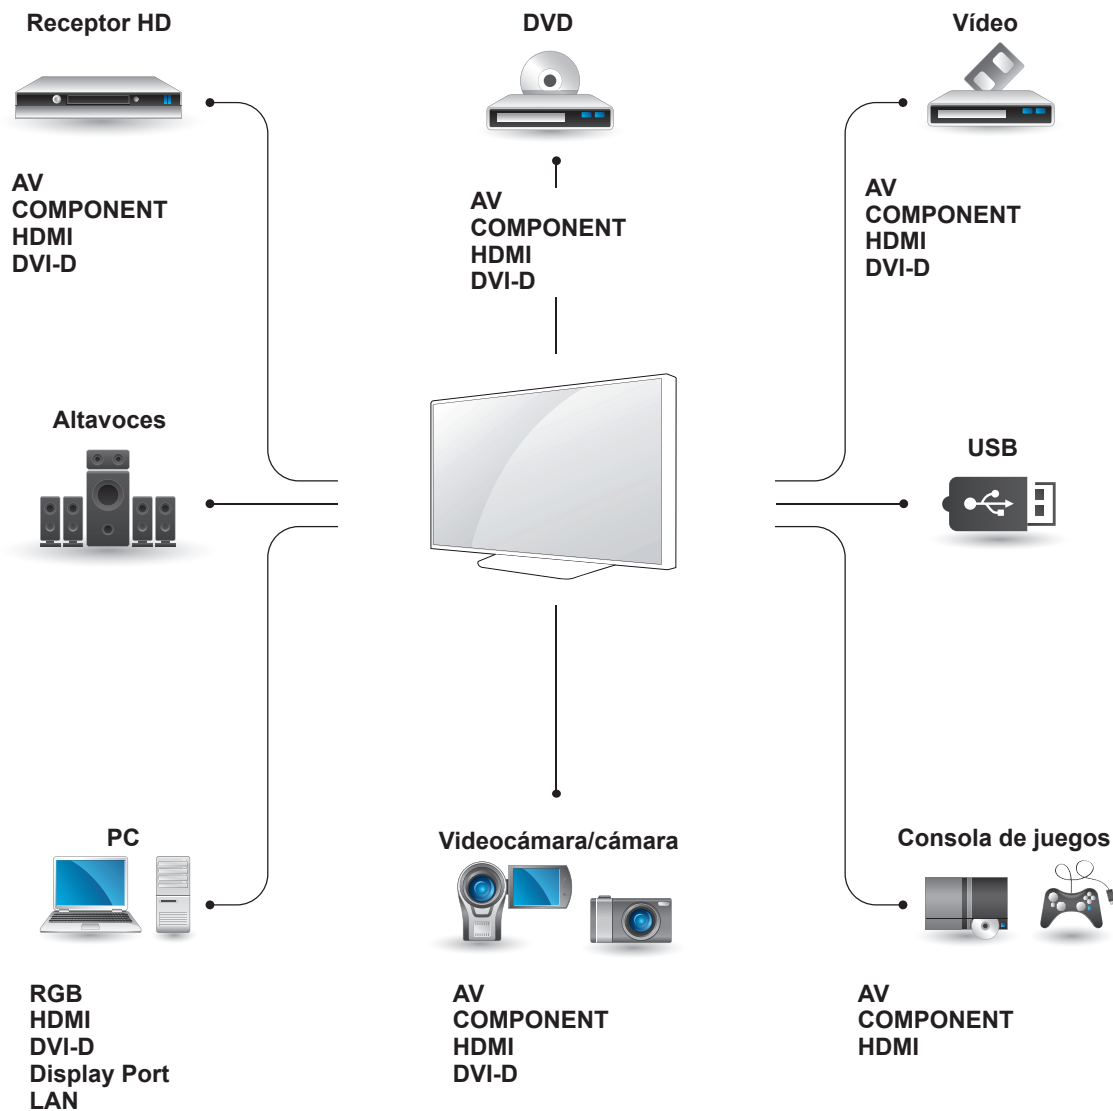 Receptor HD
AV
COMPONENT
HDMI
DVI-D
DVD
AV
COMPONENT
HDMI
DVI-D
Vídeo
AV
COMPONENT
HDMI
DVI-D
Altavoces
USB
PC
RGB
HDMI
DVI-D
Display Port
LAN
Videocámara/cámara
AV
COMPONENT
HDMI
DVI-D
Consola de juegos
AV
COMPONENT
HDMI